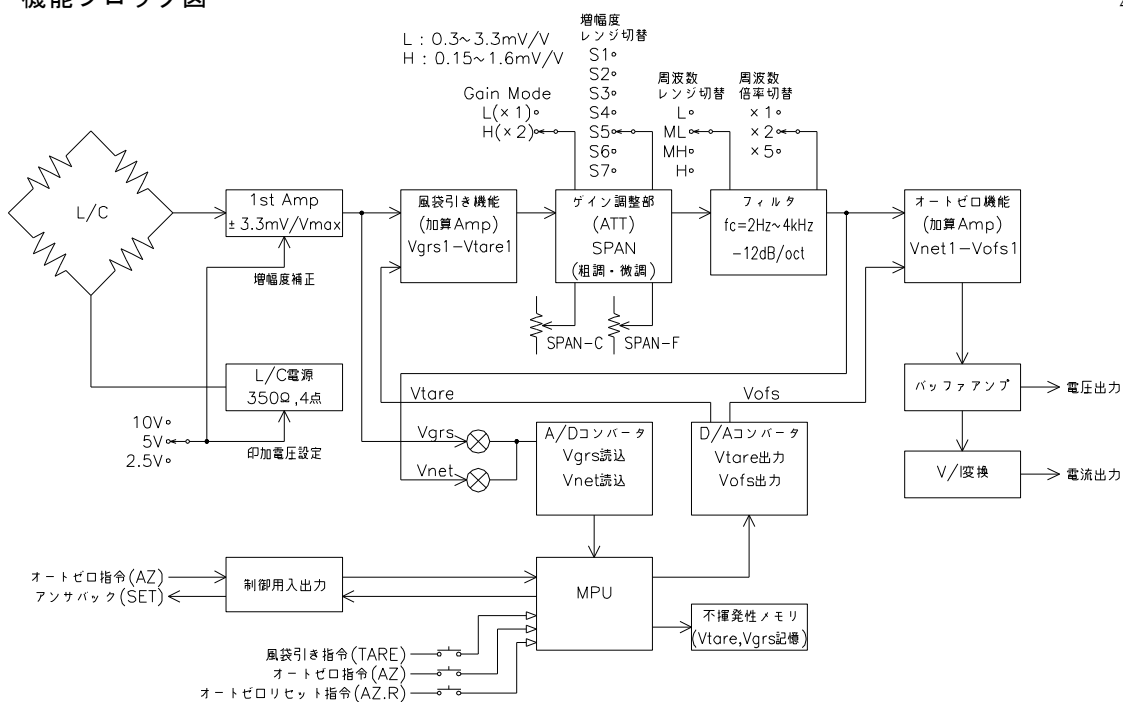 機能ブロック図
L : 0.3~3.3mV/V
H : 0.15~1.6mV/V
増幅度
レンジ切替
S1
S2
S3
S4
S5
S6
S7
Gain Mode
L(×1)
H(×2)
周波数
レンジ切替
L
ML
MH
H
周波数
倍率切替
×1
×2
×5
L/C
1st Amp
±3.3mV/Vmax
増幅度補正
風袋引き機能
(加算Amp)
Vgrs1-Vtare1
ゲイン調整部
(ATT)
SPAN
(粗調・微調)
フィルタ
fc=2Hz~4kHz
-12dB/oct
オートゼロ機能
(加算Amp)
Vnet1-Vofs1
SPAN-C
SPAN-F
L/C電源
350Ω,4点
10V
5V
2.5V
印加電圧設定
Vtare
Vofs
Vgrs
Vnet
A/Dコンバータ
Vgrs読込
Vnet読込
D/Aコンバータ
Vtare出力
Vofs出力
バッファアンプ
電圧出力
V/I変換
電流出力
オートゼロ指令(AZ)
アンサバック(SET)
制御用入出力
MPU
不揮発性メモリ
(Vtare,Vgrs記憶)
風袋引き指令(TARE)
オートゼロ指令(AZ)
オートゼロリセット指令(AZ.R)